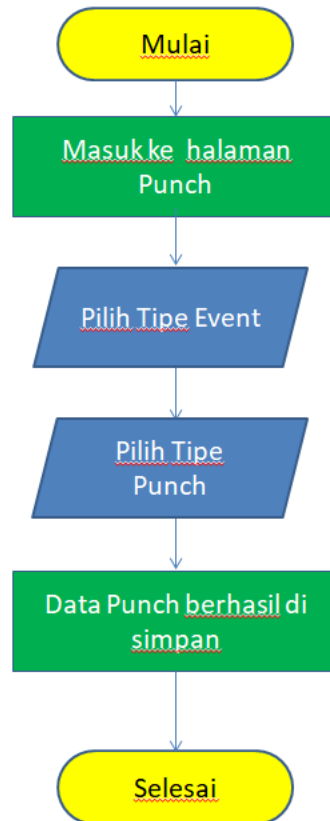 Mulai
Masuk ke halaman
Punch
Pilih Tipe Event
Pilih Tipe
Punch
Data Punch berhasil di
simpan
Selesai